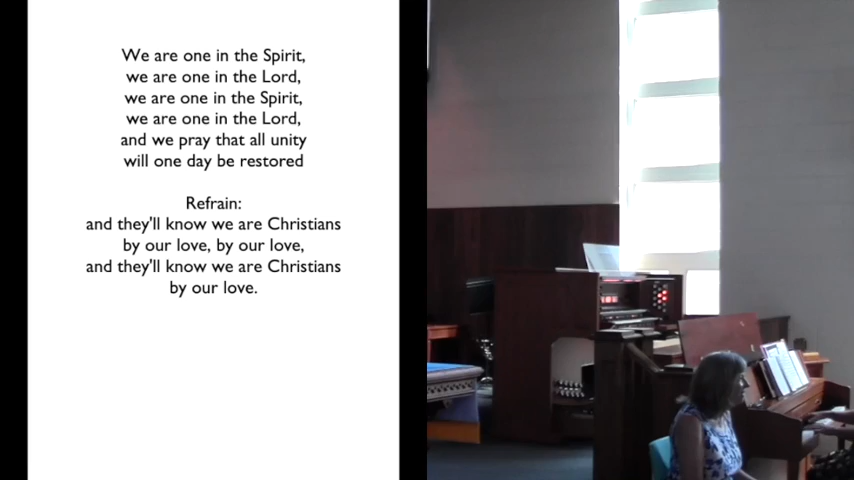 We are one in the Spirit,
we are one in the Lord,
we are one in the Spirit,
we are one in the Lord,
and we pray that all unity
will one day be restored
Refrain:
and they'll know we are Christians
by our love, by our love,
and they'll know we are Christians
by our love.